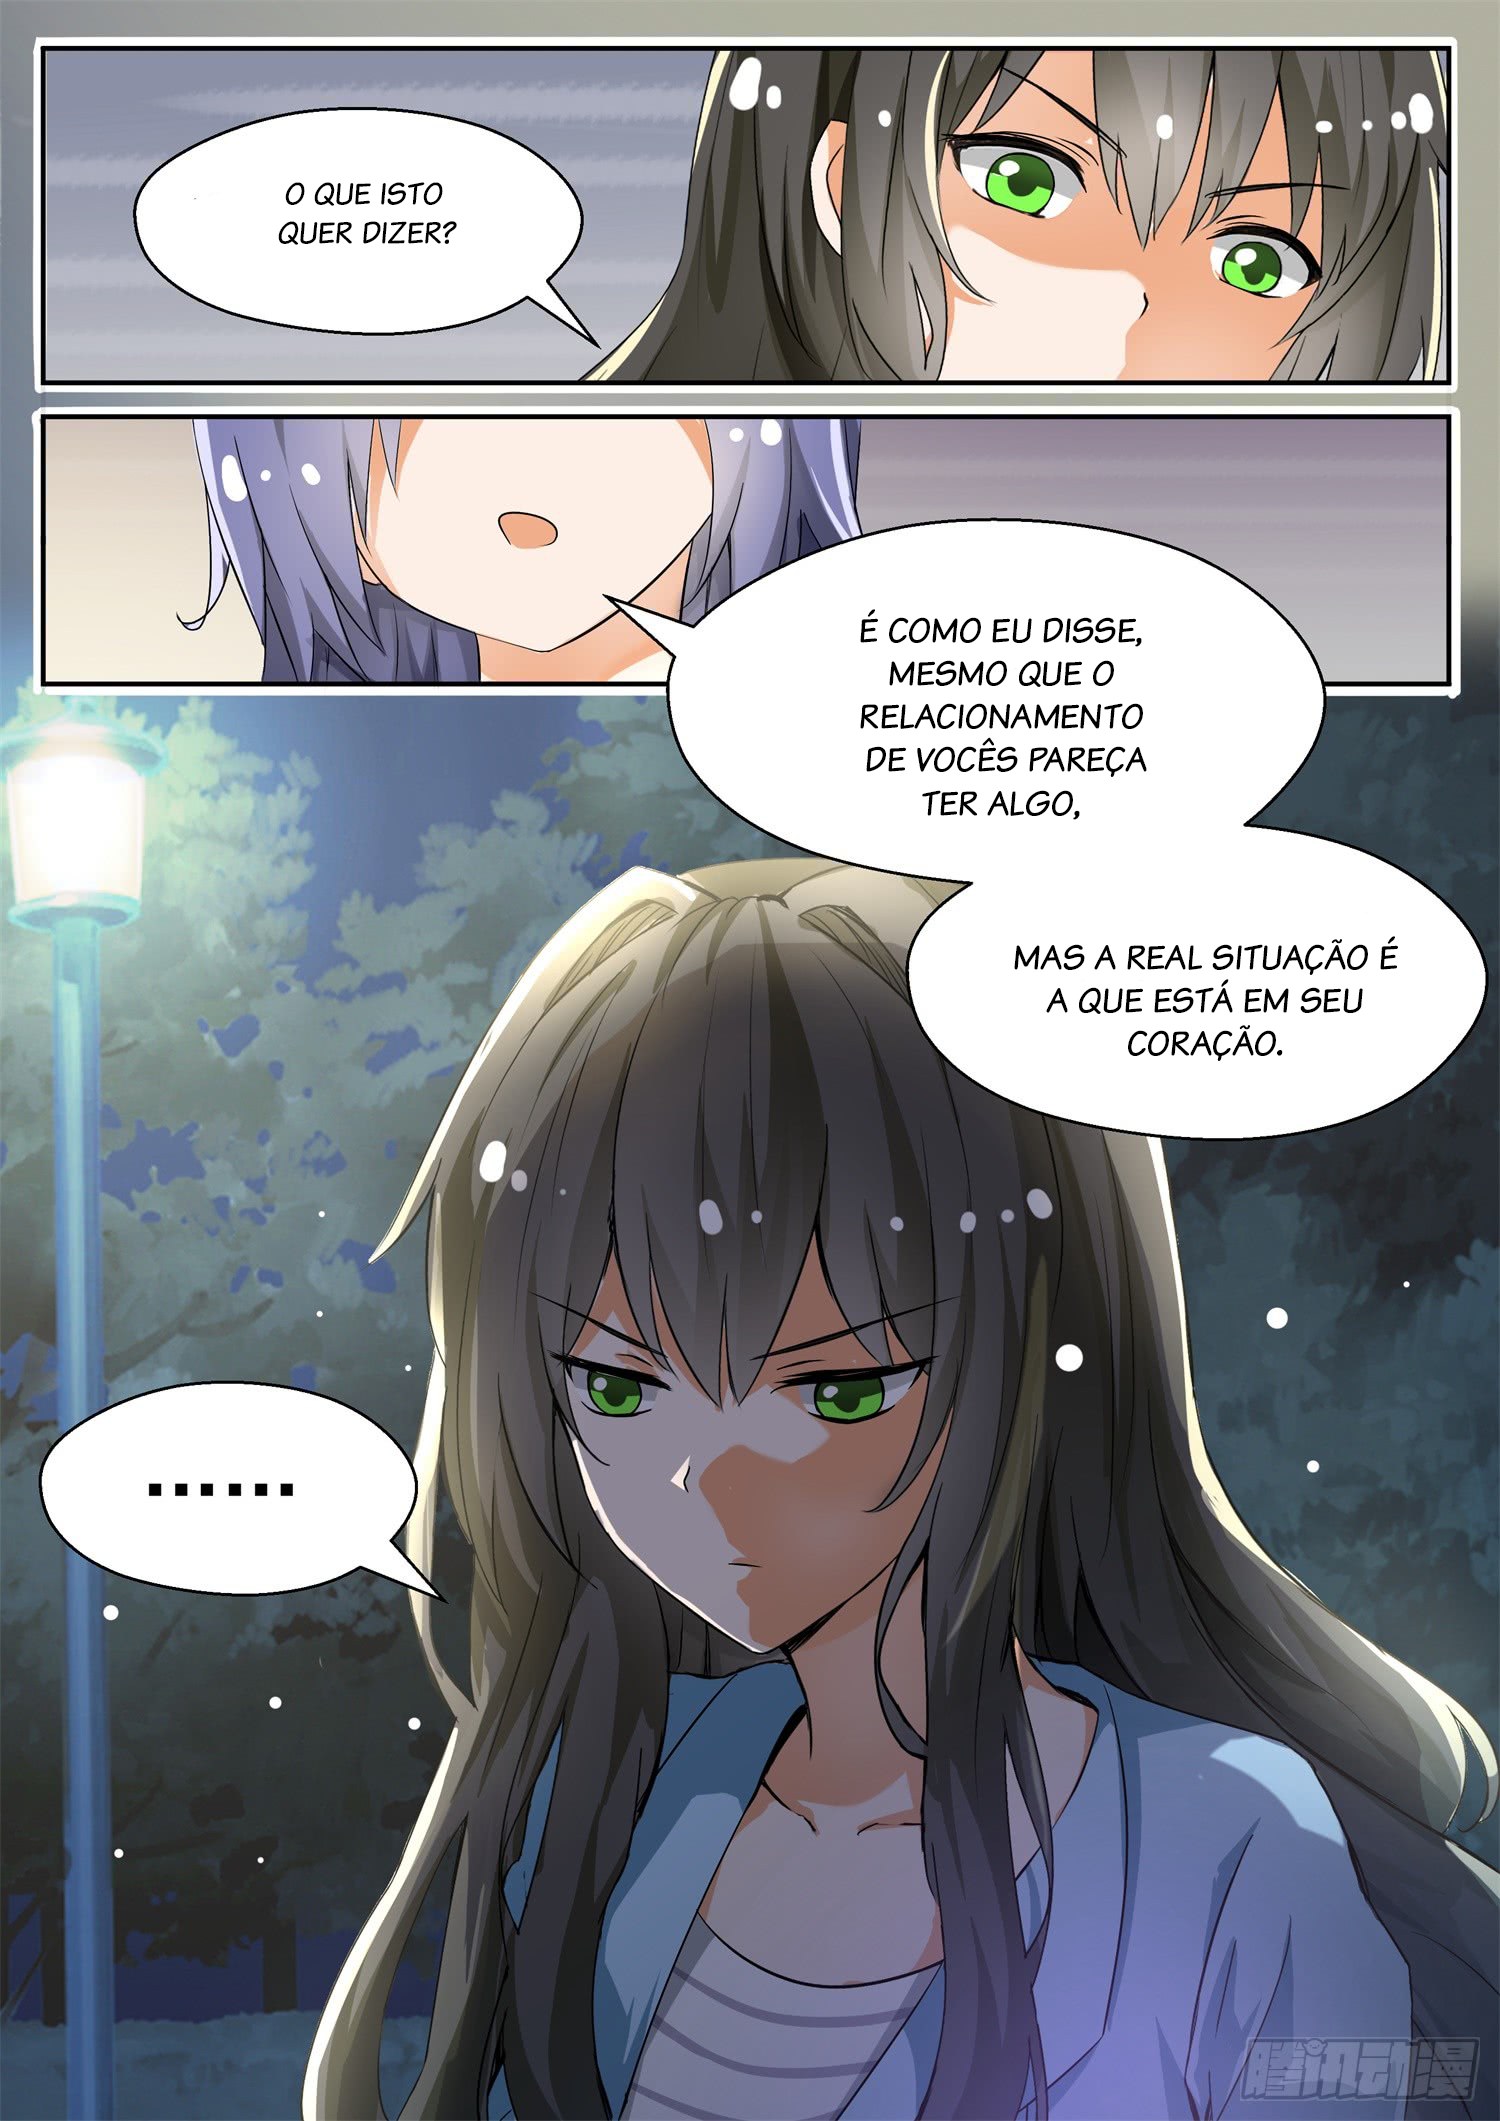 O QUE ISTO
QUER DIZER?
É COMO EU DISSE,
MESMO QUE O
RELACIONAMENTO
DE VOCÊS PAREÇA
TER ALGO,
MAS A REAL SITUAÇÃO É
A QUE ESTÁ EM SEU
CORAÇÃO.
......
腾讯动漫